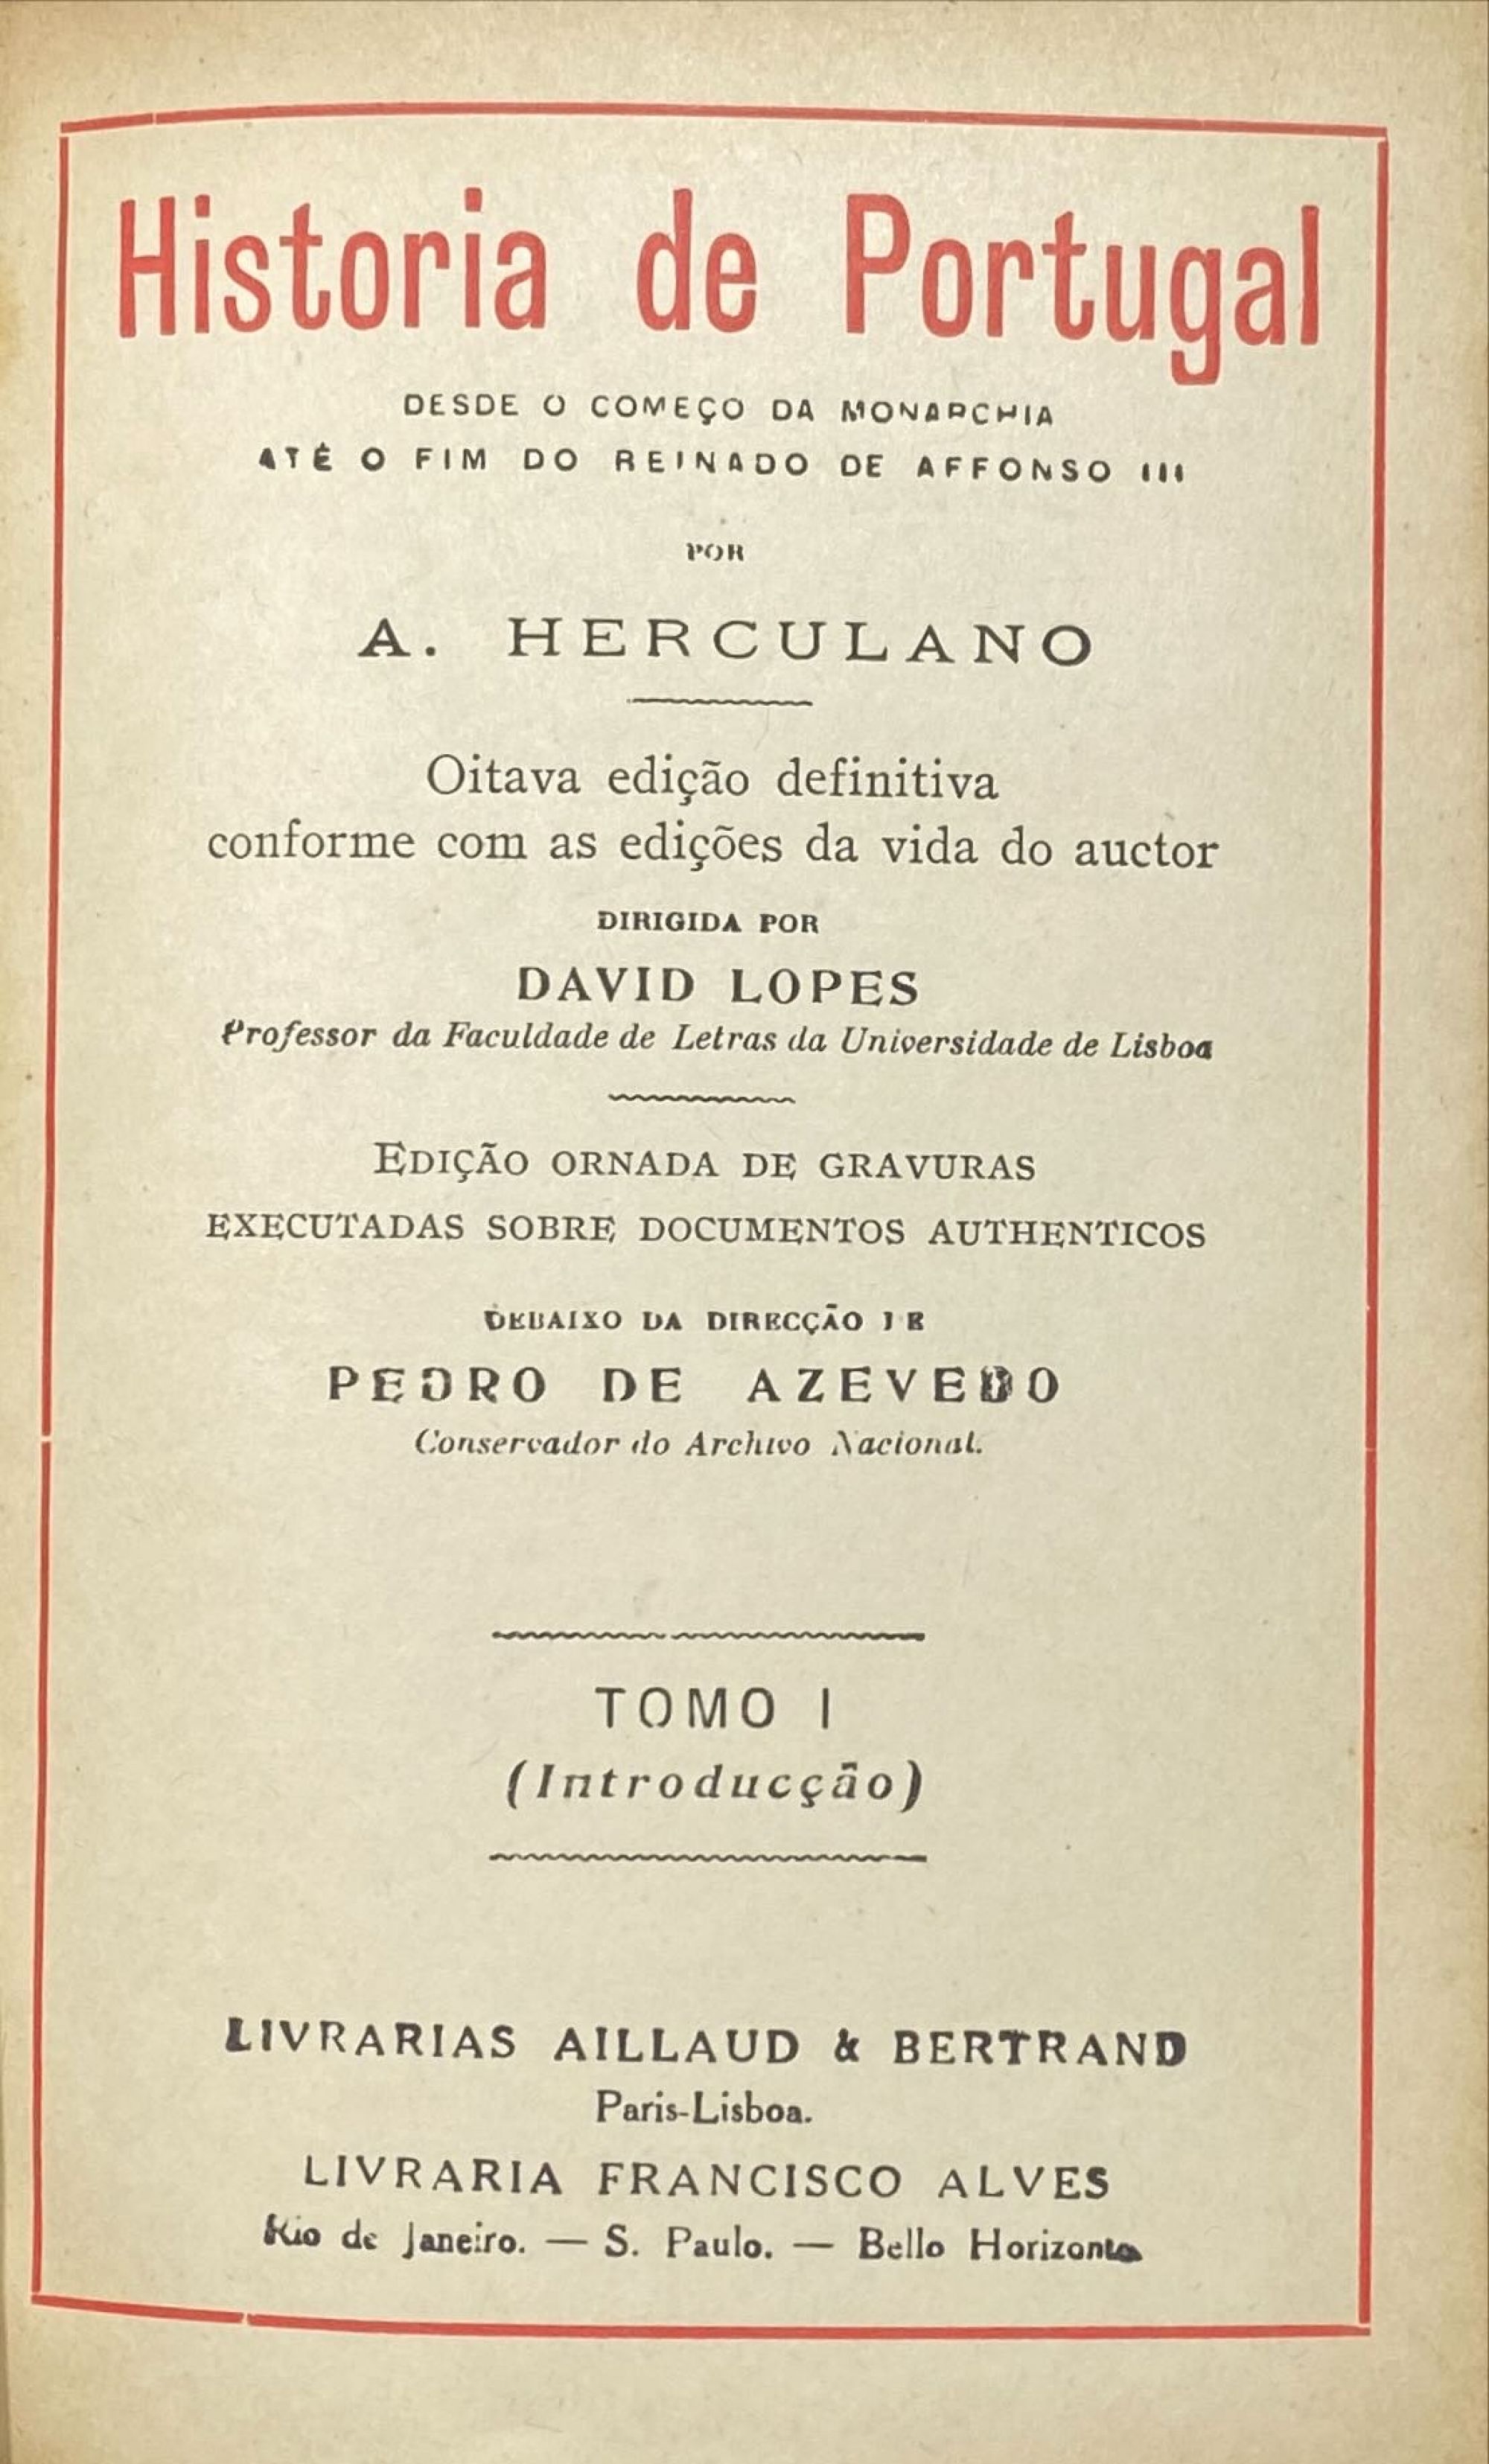 Historia de Portugal
DESDE O COMEÇO DA MONARCHIA
ATÉ O FIM DO REINADO DE AFFONSO III
POR
A. HERCULANO
Oitava edição definitiva
conforme com as edições da vida do auctor
DIRIGIDA POR
DAVID LOPES
Professor da Faculdade de Letras da Universidade de Lisboa
EDIÇÃO ORNADA DE GRAVURAS
EXECUTADAS SOBRE DOCUMENTOS AUTHENTICOS
DEBAIXO DA DIRECÇÃO DE
PEDRO DE AZEVEDO
Conservador do Archivo Nacional.
TOMO I
(Introducção)
LIVRARIAS AILLAUD & BERTRAND
Paris-Lisboa.
LIVRARIA FRANCISCO ALVES
Rio de Janeiro. — S. Paulo. — Bello Horizonte